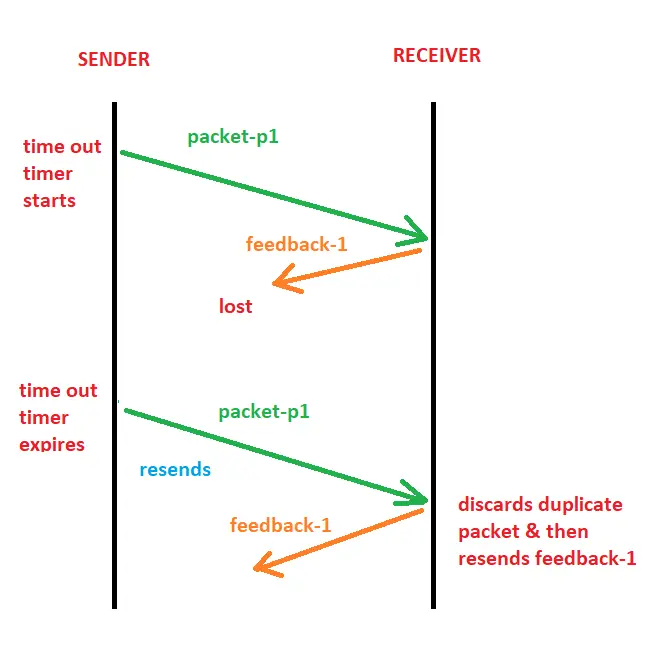 SENDER
RECEIVER
packet-p1
time out
timer
starts
feedback-1
lost
time out
timer
expires
packet-p1
resends
feedback-1
discards duplicate
packet & then
resends feedback-1